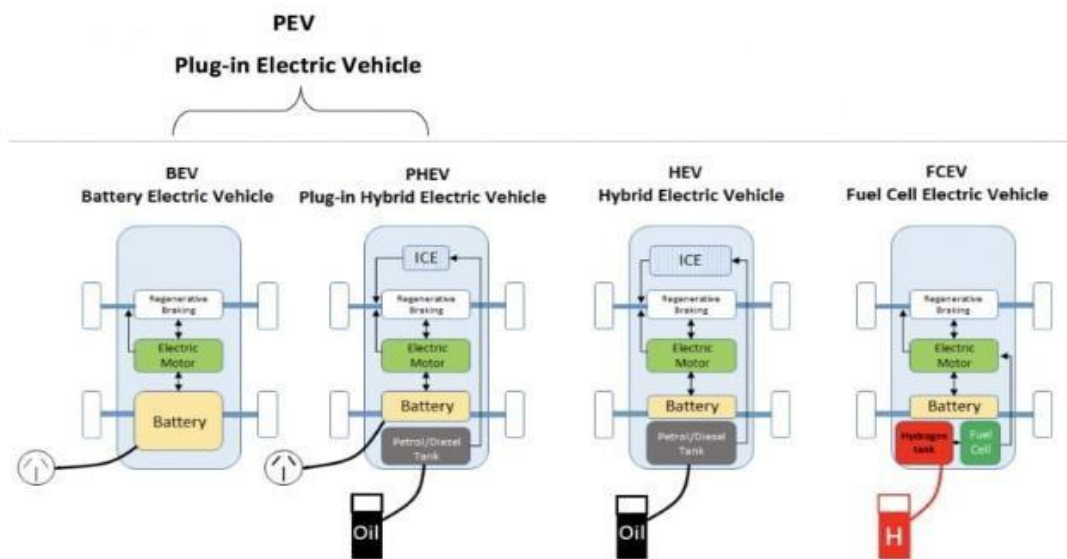 PEV
Plug-in Electric Vehicle
BEV
Battery Electric Vehicle
PHEV
Plug-in Hybrid Electric Vehicle
HEV
Hybrid Electric Vehicle
FCEV
Fuel Cell Electric Vehicle
Regenerative
Braking
Electric
Motor
Battery
ICE
Regenerative
Braking
Electric
Motor
Battery
Petrol/Diesel
Tank
Oil
ICE
Regenerative
Braking
Electric
Motor
Battery
Petrol/Diesel
Tank
Oil
Regenerative
Braking
Electric
Motor
Battery
Hydrogen
tank
Fuel
Cell
H